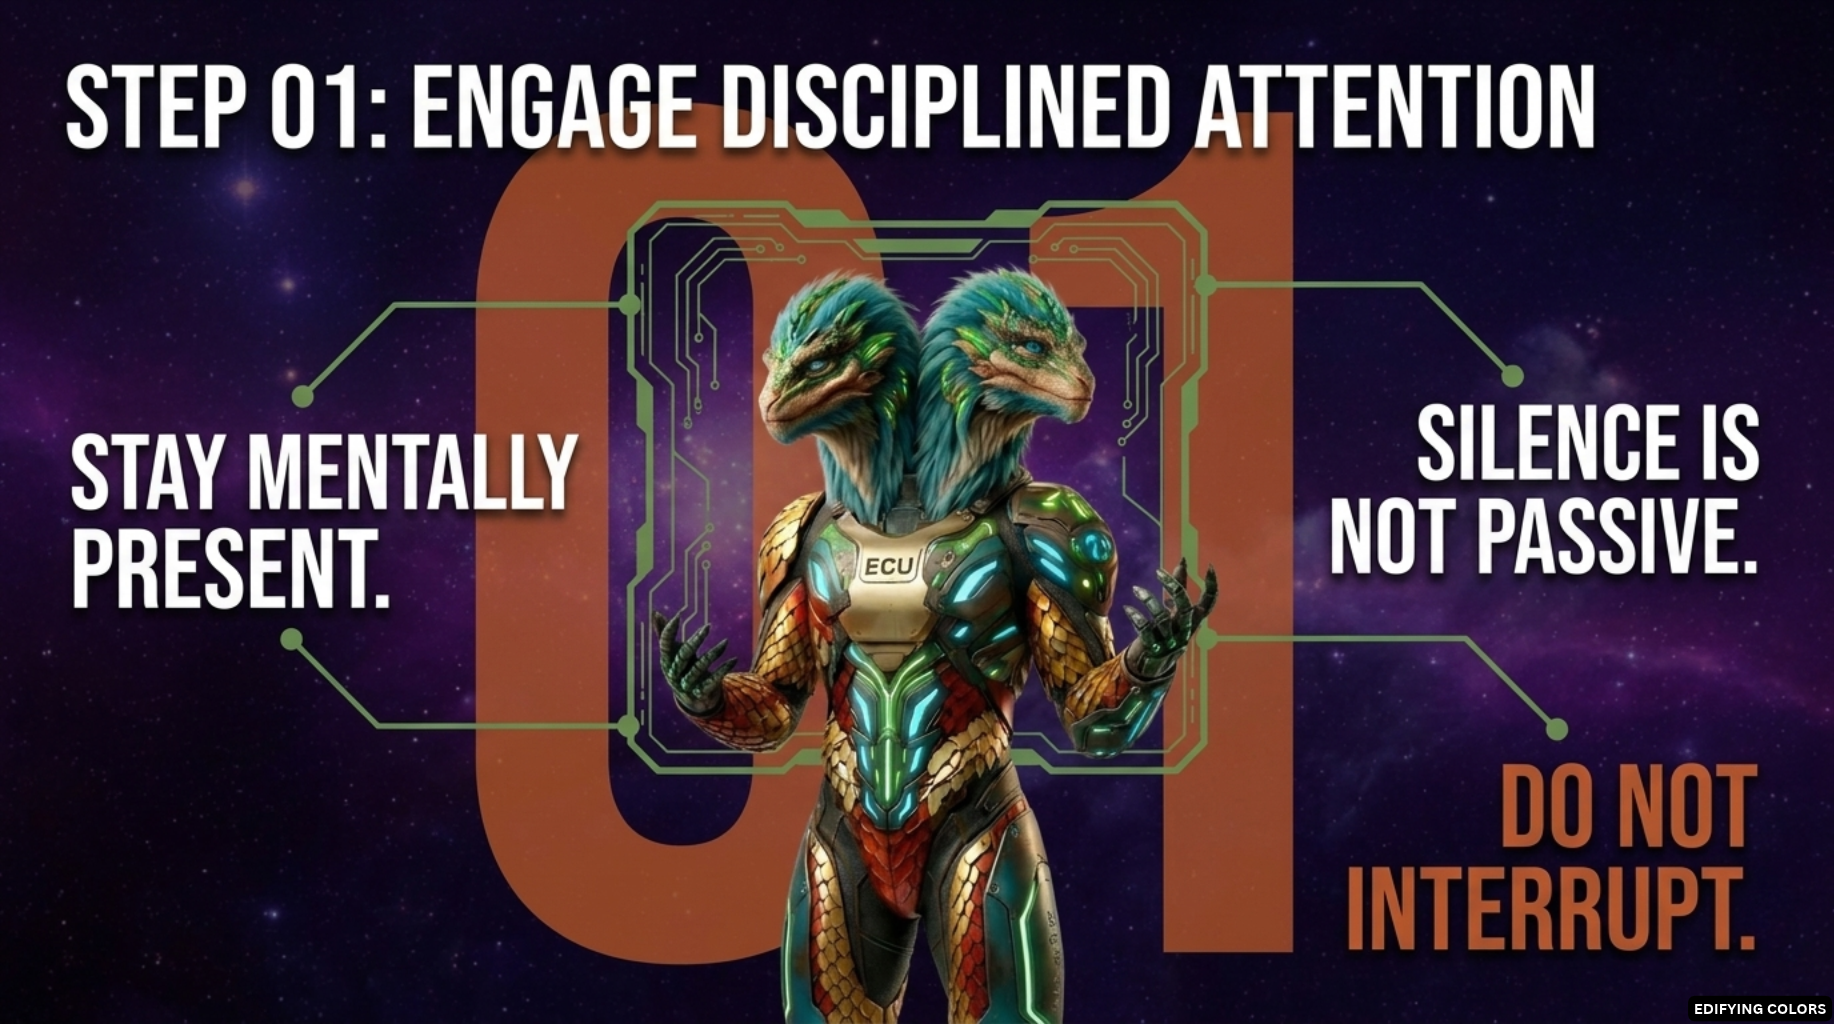 STEP 01: ENGAGE DISCIPLINED ATTENTION
01
STAY MENTALLY
PRESENT.
SILENCE IS
NOT PASSIVE.
ECU
DO NOT
INTERRUPT.
EDIFYING COLORS